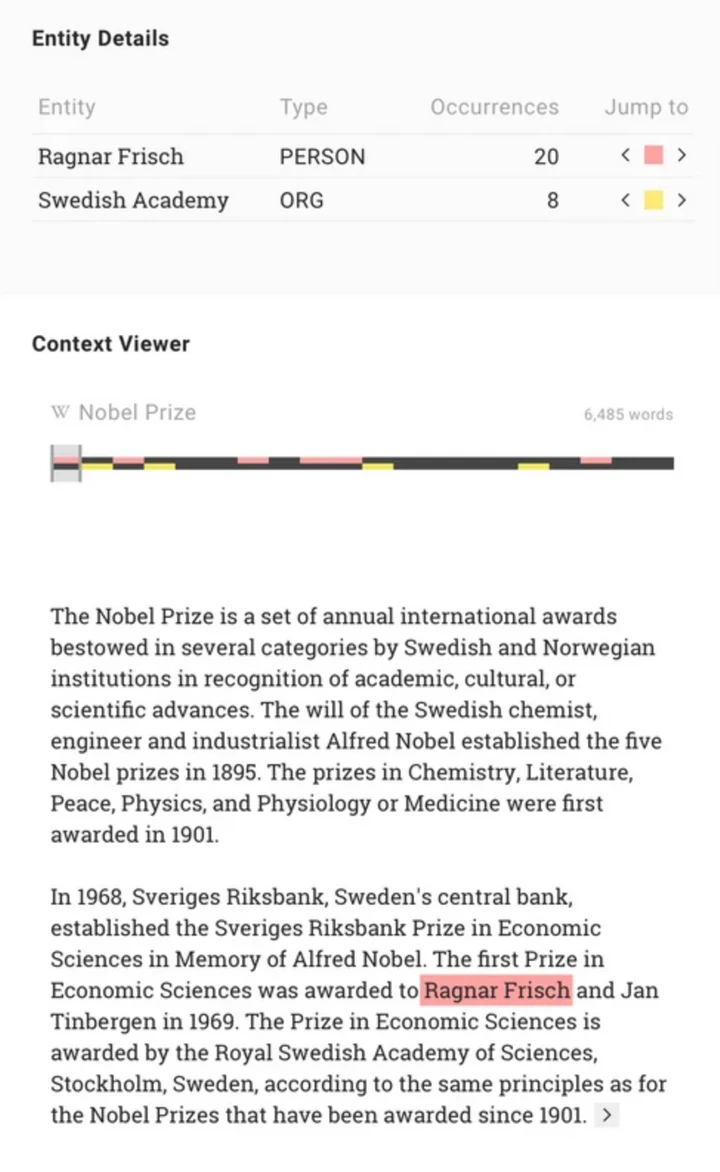 Entity Details
Entity Type Occurrences Jump to
Ragnar Frisch PERSON 20 < >
Swedish Academy ORG 8 < >
Context Viewer
W Nobel Prize 6,485 words
The Nobel Prize is a set of annual international awards
bestowed in several categories by Swedish and Norwegian
institutions in recognition of academic, cultural, or
scientific advances. The will of the Swedish chemist,
engineer and industrialist Alfred Nobel established the five
Nobel prizes in 1895. The prizes in Chemistry, Literature,
Peace, Physics, and Physiology or Medicine were first
awarded in 1901.
In 1968, Sveriges Riksbank, Sweden's central bank,
established the Sveriges Riksbank Prize in Economic
Sciences in Memory of Alfred Nobel. The first Prize in
Economic Sciences was awarded to Ragnar Frisch and Jan
Tinbergen in 1969. The Prize in Economic Sciences is
awarded by the Royal Swedish Academy of Sciences,
Stockholm, Sweden, according to the same principles as for
the Nobel Prizes that have been awarded since 1901. >